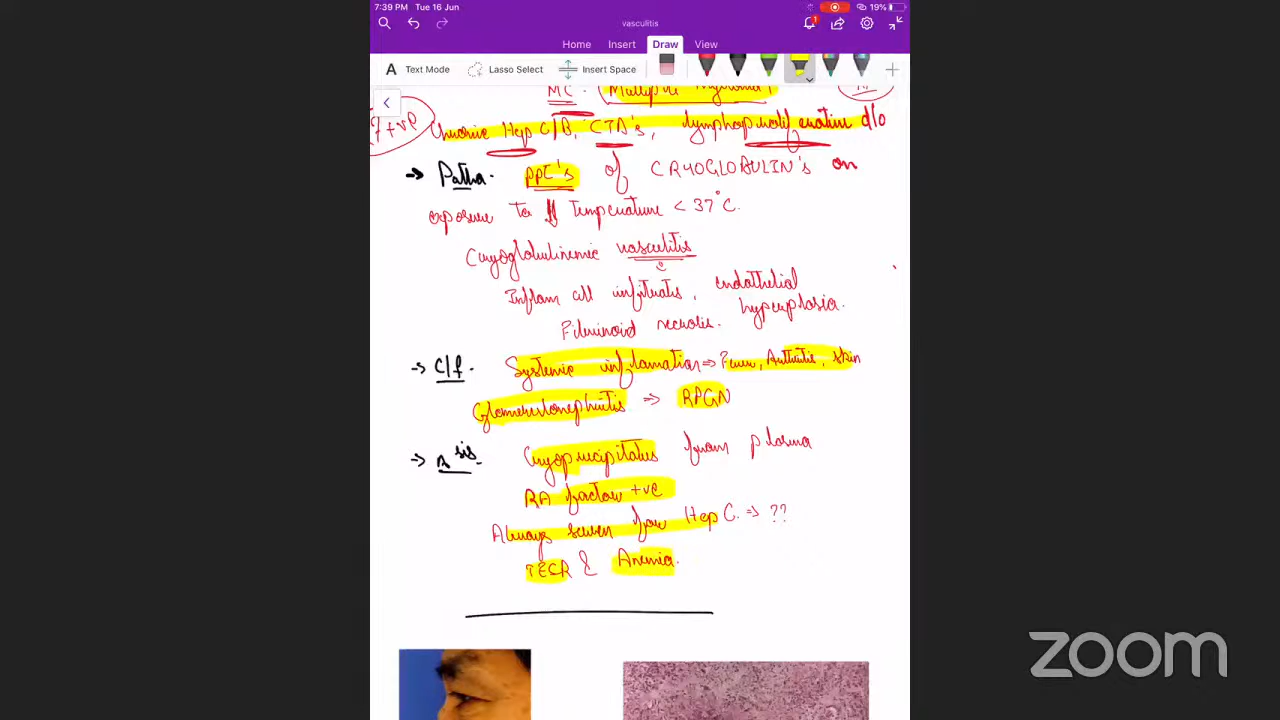 7:39 PM Tue 16 Jun 19%
vasculitis
Home Insert Draw View
A Text Mode Lasso Select Insert Space
MC - (Multiple Myeloma)
+ve
Chronic Hep C/B, CTD's, lymphoproliferative d/o
→ Patho. PPT's of CRYOGLOBULIN's on
exposure to ↓ Temperature < 37°C.
Cryoglobulinemic vasculitis
Inflam cell infiltrates, endothelial
hyperplasia.
Fibrinoid necrosis.
→ C/f. Systemic inflamation ⇒ Fever, Arthritis, skin
Glomerulonephritis ⇒ RPGN
→ sis. Cryoprecipitates from plasma
RA factor +ve
Always screen for Hep C. ⇒ ??
↑ESR & Anemia.
zoom